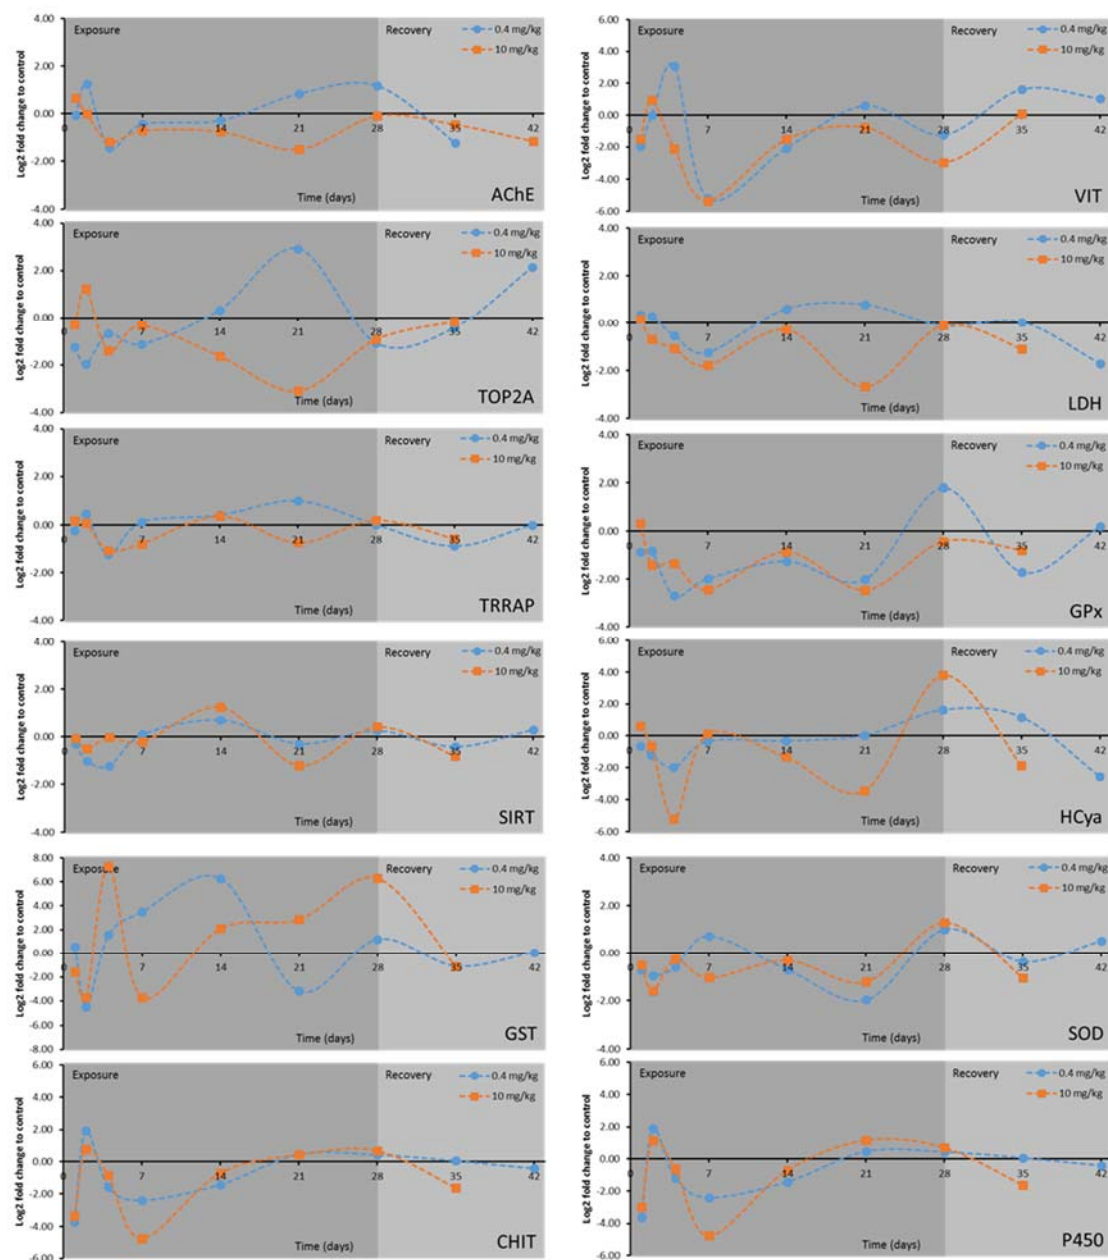 4.00
Exposure
Recovery
0.4 mg/kg
10 mg/kg
2.00
0.00
0 7 14 21 28 35 42
-2.00
-4.00
Log2 fold change to control
Time (days)
AChE
6.00
Exposure
Recovery
0.4 mg/kg
10 mg/kg
4.00
2.00
0.00
0 7 14 21 28 35 42
-2.00
-4.00
-6.00
Log2 fold change to control
Time (days)
VIT
4.00
Exposure
Recovery
0.4 mg/kg
10 mg/kg
2.00
0.00
0 7 14 21 28 35 42
-2.00
-4.00
Log2 fold change to control
Time (days)
TOP2A
4.00
Exposure
Recovery
0.4 mg/kg
10 mg/kg
2.00
0.00
0 7 14 21 28 35 42
-2.00
-4.00
Log2 fold change to control
Time (days)
LDH
4.00
Exposure
Recovery
0.4 mg/kg
10 mg/kg
2.00
0.00
0 7 14 21 28 35 42
-2.00
-4.00
Log2 fold change to control
Time (days)
TRRAP
4.00
Exposure
Recovery
0.4 mg/kg
10 mg/kg
2.00
0.00
0 7 14 21 28 35 42
-2.00
-4.00
Log2 fold change to control
Time (days)
GPx
4.00
Exposure
Recovery
0.4 mg/kg
10 mg/kg
2.00
0.00
0 7 14 21 28 35 42
-2.00
-4.00
Log2 fold change to control
Time (days)
SIRT
6.00
Exposure
Recovery
0.4 mg/kg
10 mg/kg
4.00
2.00
0.00
0 7 14 21 28 35 42
-2.00
-4.00
-6.00
Log2 fold change to control
Time (days)
HCya
8.00
Exposure
Recovery
0.4 mg/kg
10 mg/kg
6.00
4.00
2.00
0.00
0 7 14 21 28 35 42
-2.00
-4.00
-6.00
-8.00
Log2 fold change to control
Time (days)
GST
4.00
Exposure
Recovery
0.4 mg/kg
10 mg/kg
2.00
0.00
0 7 14 21 28 35 42
-2.00
-4.00
Log2 fold change to control
Time (days)
SOD
6.00
Exposure
Recovery
0.4 mg/kg
10 mg/kg
4.00
2.00
0.00
0 7 14 21 28 35 42
-2.00
-4.00
-6.00
Log2 fold change to control
Time (days)
CHIT
6.00
Exposure
Recovery
0.4 mg/kg
10 mg/kg
4.00
2.00
0.00
0 7 14 21 28 35 42
-2.00
-4.00
-6.00
Log2 fold change to control
Time (days)
P450